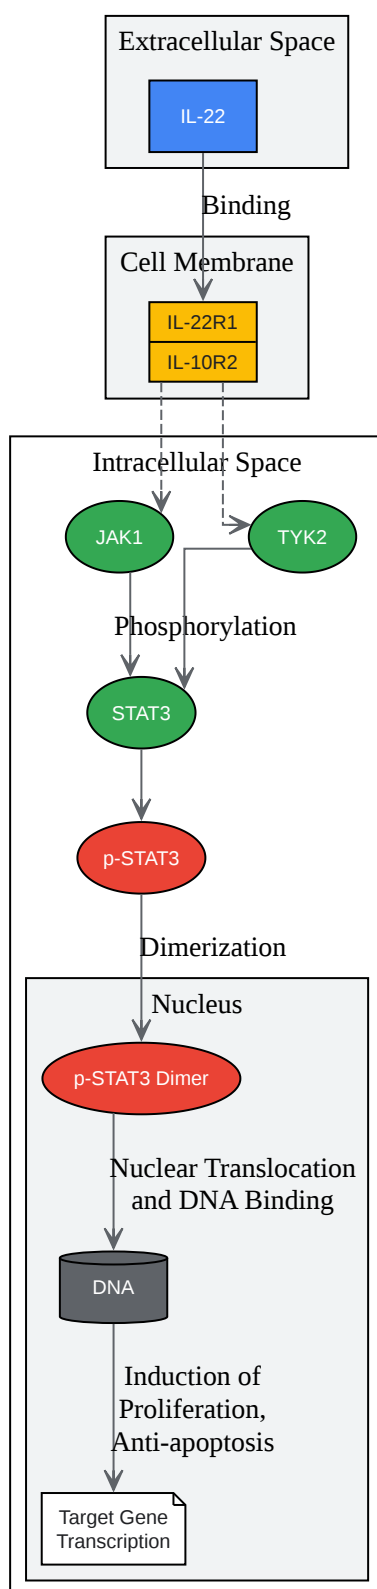 Extracellular Space
IL-22
Binding
Cell Membrane
IL-22R1
IL-10R2
Intracellular Space
JAK1
TYK2
Phosphorylation
STAT3
p-STAT3
Dimerization
Nucleus
p-STAT3 Dimer
Nuclear Translocation
and DNA Binding
DNA
Induction of
Proliferation,
Anti-apoptosis
Target Gene
Transcription